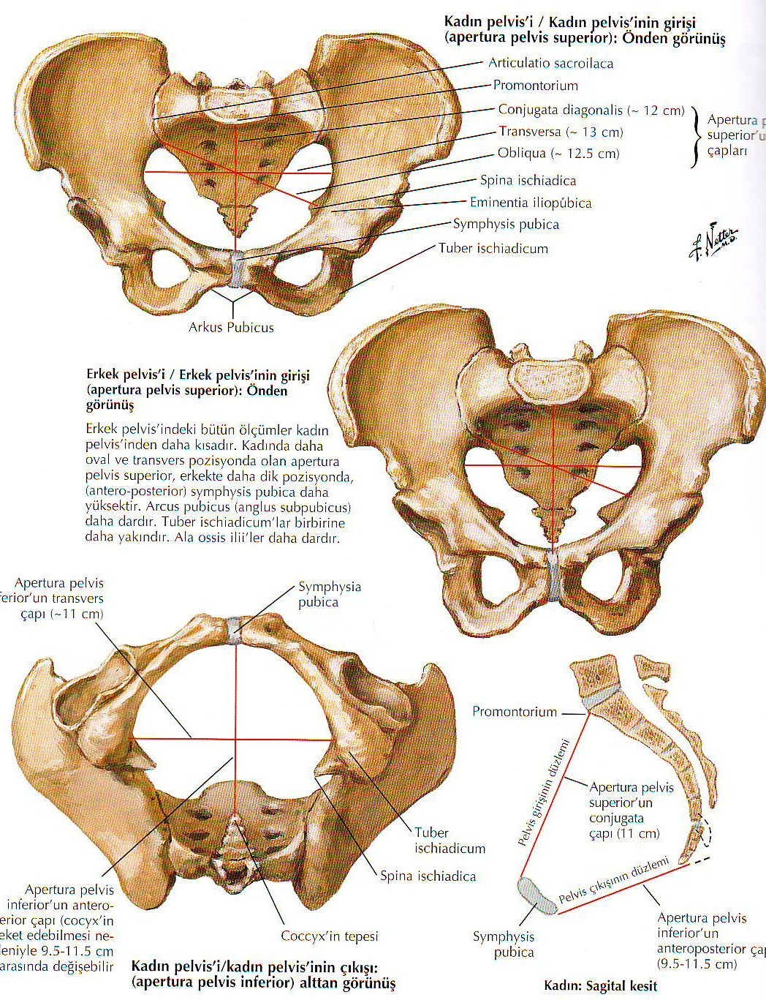 Kadın pelvis'i / Kadın pelvis'inin girişi
(apertura pelvis superior): Önden görünüş
Articulatio sacroilaca
Promontorium
Conjugata diagonalis (~ 12 cm)
Transversa (~ 13 cm)
Obliqua (~ 12.5 cm)
Apertura p
superior'u
çapları
Spina ischiadica
Eminentia iliopúbica
Symphysis pubica
Tuber ischiadicum
F. Netter
M.D.
Arkus Pubicus
Erkek pelvis'i / Erkek pelvis'inin girişi
(apertura pelvis superior): Önden
görünüş
Erkek pelvis'indeki bütün ölçümler kadın
pelvis'inden daha kısadır. Kadında daha
oval ve transvers pozisyonda olan apertura
pelvis superior, erkekte daha dik pozisyonda,
(antero-posterior) symphysis pubica daha
yüksektir. Arcus pubicus (anglus subpubicus)
daha dardır. Tuber ischiadicum'lar birbirine
daha yakındır. Ala ossis ilii'ler daha dardır.
Apertura pelvis
ferior'un transvers
çapı (~11 cm)
Symphysia
pubica
Tuber
ischiadicum
Spina ischiadica
Apertura pelvis
inferior'un antero-
erior çapı (cocyx'in
eket edebilmesi ne-
eniyle 9.5-11.5 cm
arasında değişebilir
Coccyx'in tepesi
Kadın pelvis'i/kadın pelvis'inin çıkışı:
(apertura pelvis inferior) alttan görünüş
Promontorium
Pelvis girişinin düzlemi
Apertura pelvis
superior'un
conjugata
çapı (11 cm)
Pelvis çıkışının düzlemi
Symphysis
pubica
Apertura pelvis
inferior'un
anteroposterior çap
(9.5-11.5 cm)
Kadın: Sagital kesit